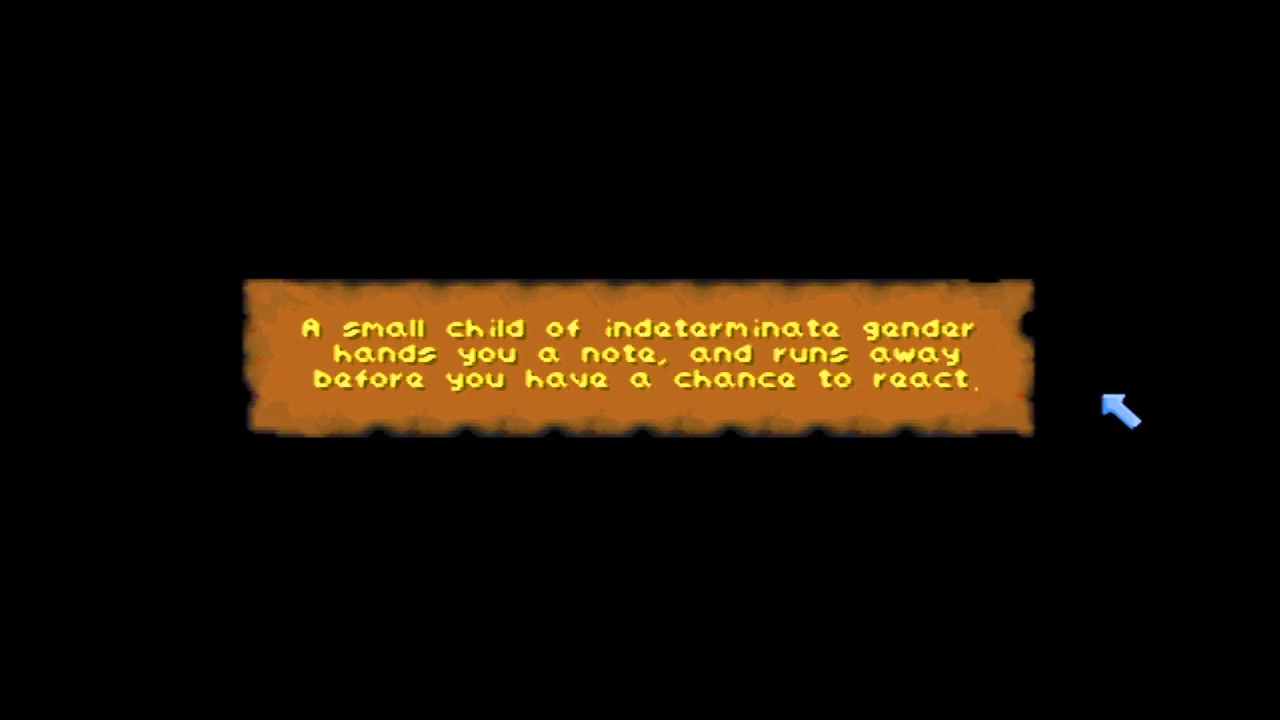 A small child of indeterminate gender
hands you a note, and runs away
before you have a chance to react.